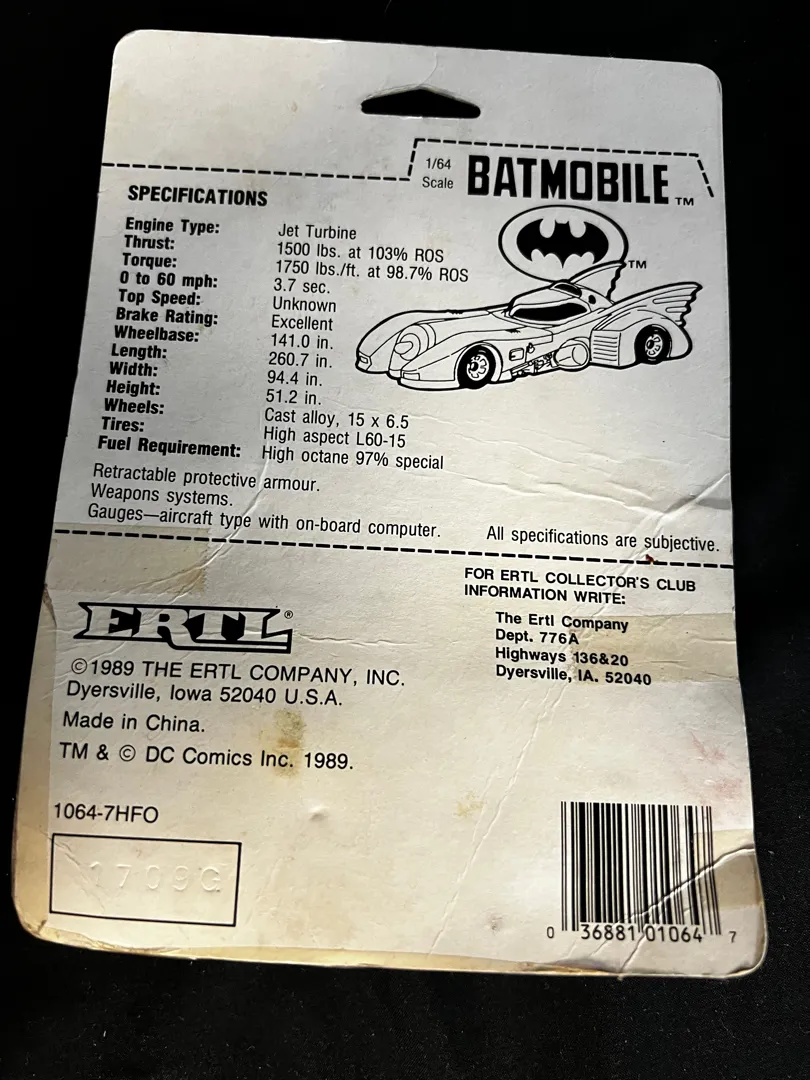 1/64
Scale
BATMOBILE TM
TM
SPECIFICATIONS
Engine Type: Jet Turbine
Thrust: 1500 lbs. at 103% ROS
Torque: 1750 lbs./ft. at 98.7% ROS
0 to 60 mph: 3.7 sec.
Top Speed: Unknown
Brake Rating: Excellent
Wheelbase: 141.0 in.
Length: 260.7 in.
Width: 94.4 in.
Height: 51.2 in.
Wheels: Cast alloy, 15 x 6.5
Tires: High aspect L60-15
Fuel Requirement: High octane 97% special
Retractable protective armour.
Weapons systems.
Gauges—aircraft type with on-board computer.
All specifications are subjective.
ERTL®
©1989 THE ERTL COMPANY, INC.
Dyersville, Iowa 52040 U.S.A.
Made in China.
TM & © DC Comics Inc. 1989.
FOR ERTL COLLECTOR'S CLUB
INFORMATION WRITE:
The Ertl Company
Dept. 776A
Highways 136&20
Dyersville, IA. 52040
1064-7HFO
0 36881 01064 7